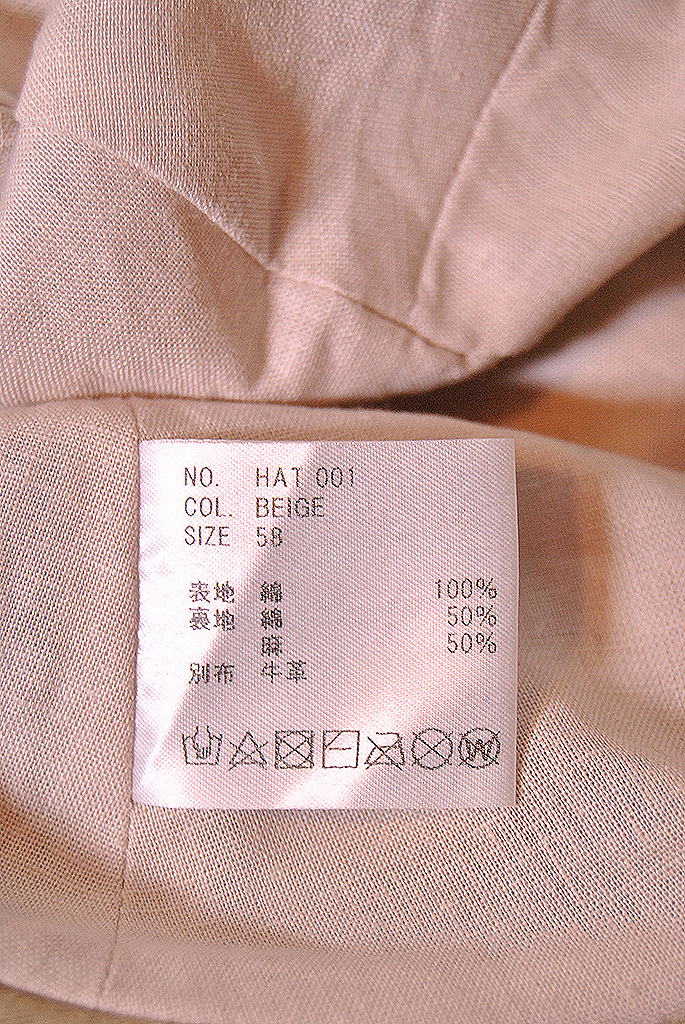 NO. HAT 001
COL. BEIGE
SIZE 58
表地 綿 100%
裏地 綿 50%
麻 50%
別布 牛革